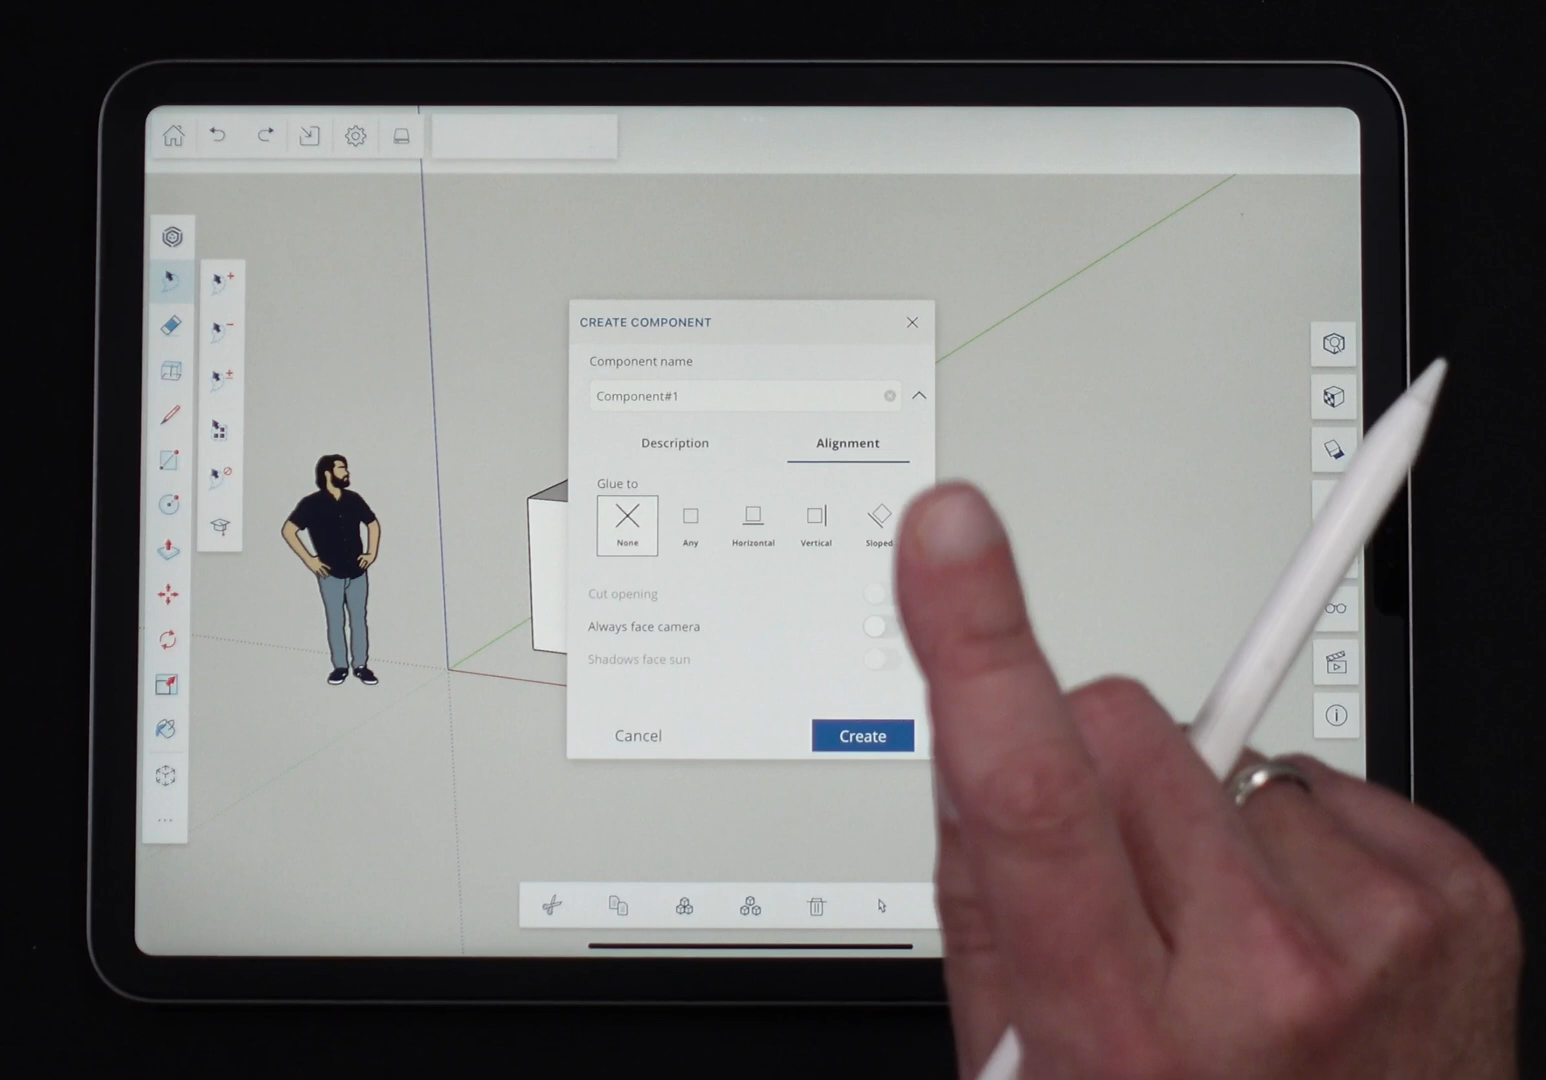 CREATE COMPONENT
Component name
Component#1
Description Alignment
Glue to
None Any Horizontal Vertical Sloped
Cut opening
Always face camera
Shadows face sun
Cancel Create